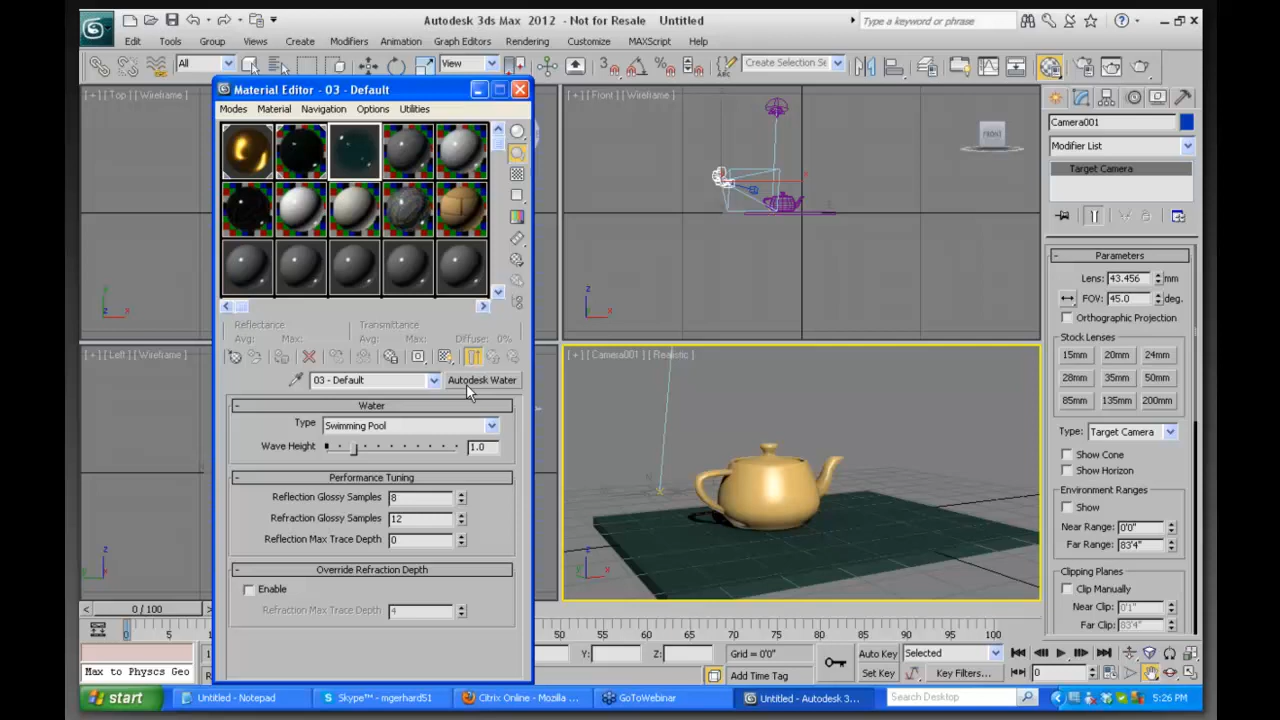 Autodesk 3ds Max 2012 - Not for Resale Untitled
Type a keyword or phrase
Edit Tools Group Views Create Modifiers Animation Graph Editors Rendering Customize MAXScript Help
All
View
Create Selection Se
Material Editor - 03 - Default
Modes Material Navigation Options Utilities
Reflectance
Avg: Max:
Transmittance
Avg: Max: Diffuse: 0%
03 - Default
Autodesk Water
Water
Type Swimming Pool
Wave Height 1.0
Performance Tuning
Reflection Glossy Samples 8
Refraction Glossy Samples 12
Reflection Max Trace Depth 0
Override Refraction Depth
Enable
Refraction Max Trace Depth 4
[ + ] [ Top ] [ Wireframe ]
[ + ] [ Front ] [ Wireframe ]
FRONT
[ + ] [ Left ] [ Wireframe ]
[ + ] [ Camera001 ] [ Realistic ]
Camera001
Modifier List
Target Camera
Parameters
Lens: 43.456 mm
FOV: 45.0 deg.
Orthographic Projection
Stock Lenses
15mm 20mm 24mm
28mm 35mm 50mm
85mm 135mm 200mm
Type: Target Camera
Show Cone
Show Horizon
Environment Ranges
Show
Near Range: 0'0"
Far Range: 83'4"
Clipping Planes
Clip Manually
Near Clip: 0'1"
Far Clip: 83'4"
0 / 100
0 5 50 55 60 65 70 75 80 85 90 95 100
Max to Physcs Geo
Y: Z: Grid = 0'0"
Add Time Tag
Auto Key Selected
Set Key Key Filters... 0
start
Untitled - Notepad
Skype™ - mgerhard51
Citrix Online - Mozilla ...
GoToWebinar
Untitled - Autodesk 3...
Search Desktop
5:26 PM